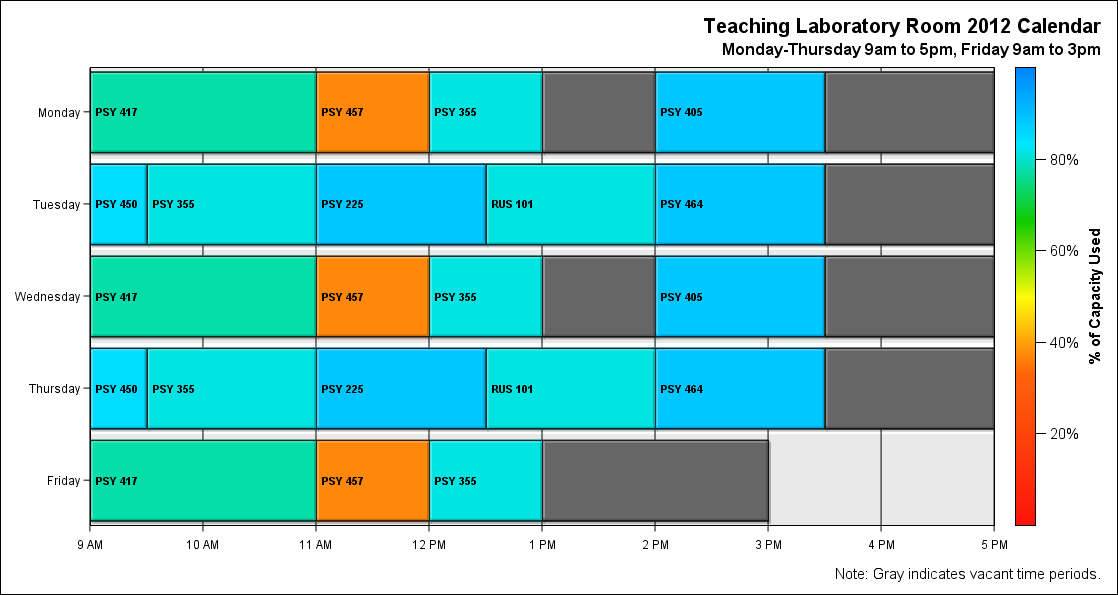 Teaching Laboratory Room 2012 Calendar
Monday-Thursday 9am to 5pm, Friday 9am to 3pm
Monday
PSY 417
PSY 457
PSY 355
PSY 405
Tuesday
PSY 450
PSY 355
PSY 225
RUS 101
PSY 464
Wednesday
PSY 417
PSY 457
PSY 355
PSY 405
Thursday
PSY 450
PSY 355
PSY 225
RUS 101
PSY 464
Friday
PSY 417
PSY 457
PSY 355
9 AM
10 AM
11 AM
12 PM
1 PM
2 PM
3 PM
4 PM
5 PM
80%
60%
40%
20%
% of Capacity Used
Note: Gray indicates vacant time periods.